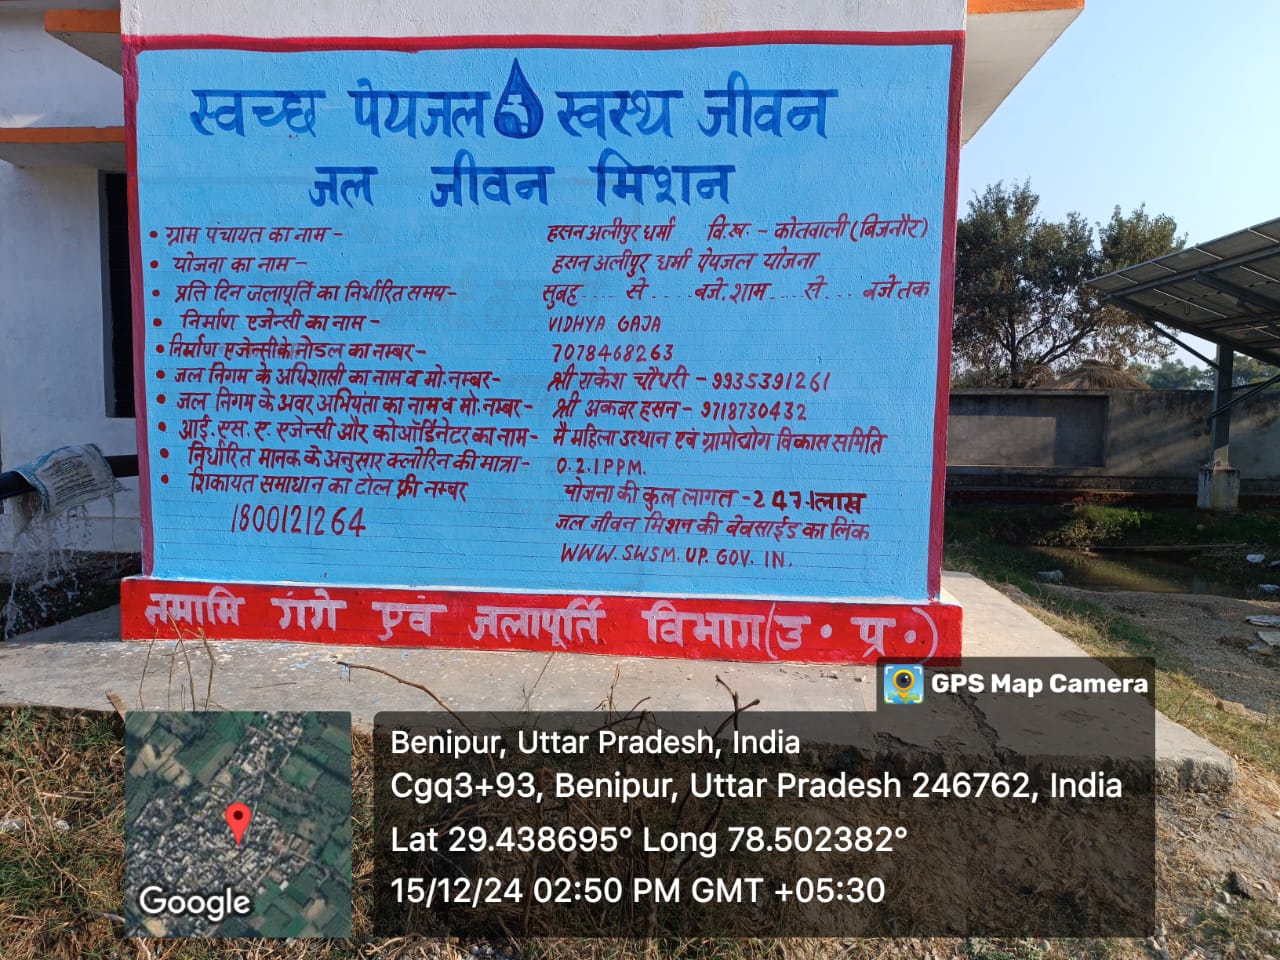 स्वच्छ पेयजल स्वस्थ जीवन
जल जीवन मिशन
• ग्राम पंचायत का नाम – हसन अलीपुर धर्मा वि.ख. – कोतवाली (बिजनौर)
• योजना का नाम – हसन अलीपुर धर्मा पेयजल योजना
• प्रति दिन जलापूर्ति का निर्धारित समय– सुबह .... से .... बजे, शाम .... से .... बजे तक
• निर्माण एजेन्सी का नाम – VIDHYA GAJA
• निर्माण एजेन्सी के नोडल का नम्बर– 7078468263
• जल निगम के अधिशासी का नाम व मो. नम्बर- श्री राकेश चौधरी – 9935391261
• जल निगम के अवर अभियंता का नाम व मो. नम्बर- श्री अकबर हसन – 9718730432
• आई. एस. ए. एजेन्सी और कोऑर्डिनेटर का नाम– मै महिला उत्थान एवं ग्रामोद्योग विकास समिति
• निर्धारित मानक के अनुसार क्लोरिन की मात्रा- 0.2.1PPM.
• शिकायत समाधान का टोल फ्री नम्बर योजना की कुल लागत -247.1लाख
1800121264 जल जीवन मिशन की बेवसाईड का लिंक
WWW.SWSM.UP.GOV.IN.
नमामि गंगे एवं जलापूर्ति विभाग(उ॰ प्र॰)
GPS Map Camera
Benipur, Uttar Pradesh, India
Cgq3+93, Benipur, Uttar Pradesh 246762, India
Lat 29.438695° Long 78.502382°
15/12/24 02:50 PM GMT +05:30
Google